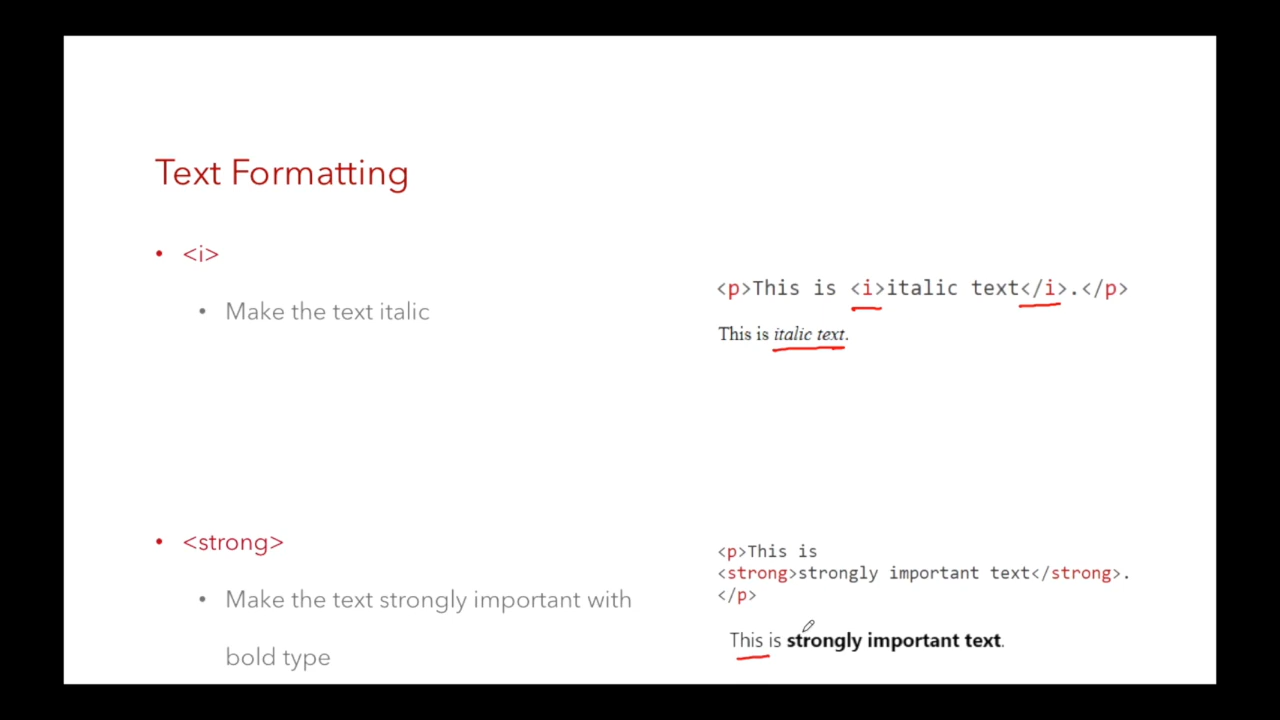 Text Formatting
• <i>
• Make the text italic
<p>This is <i>italic text</i>.</p>
This is italic text.
• <strong>
• Make the text strongly important with
bold type
<p>This is
<strong>strongly important text</strong>.
</p>
This is strongly important text.